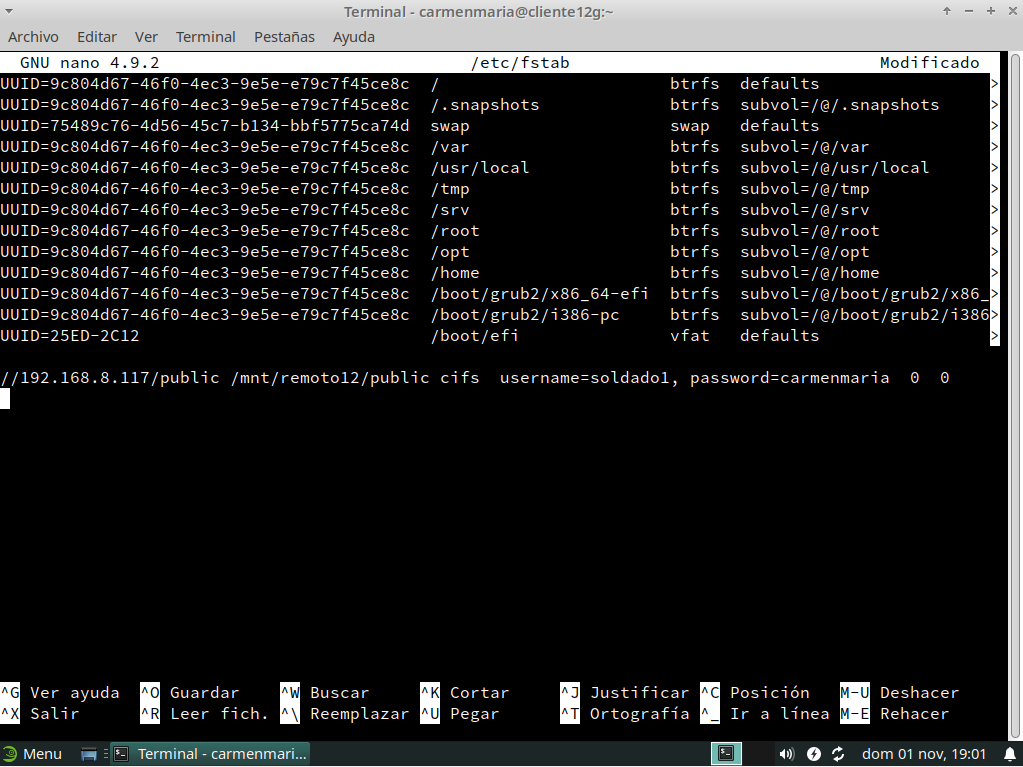 Terminal - carmenmaria@cliente12g:~
Archivo Editar Ver Terminal Pestañas Ayuda
GNU nano 4.9.2 /etc/fstab Modificado
UUID=9c804d67-46f0-4ec3-9e5e-e79c7f45ce8c / btrfs defaults >
UUID=9c804d67-46f0-4ec3-9e5e-e79c7f45ce8c /.snapshots btrfs subvol=/@/.snapshots >
UUID=75489c76-4d56-45c7-b134-bbf5775ca74d swap swap defaults >
UUID=9c804d67-46f0-4ec3-9e5e-e79c7f45ce8c /var btrfs subvol=/@/var >
UUID=9c804d67-46f0-4ec3-9e5e-e79c7f45ce8c /usr/local btrfs subvol=/@/usr/local >
UUID=9c804d67-46f0-4ec3-9e5e-e79c7f45ce8c /tmp btrfs subvol=/@/tmp >
UUID=9c804d67-46f0-4ec3-9e5e-e79c7f45ce8c /srv btrfs subvol=/@/srv >
UUID=9c804d67-46f0-4ec3-9e5e-e79c7f45ce8c /root btrfs subvol=/@/root >
UUID=9c804d67-46f0-4ec3-9e5e-e79c7f45ce8c /opt btrfs subvol=/@/opt >
UUID=9c804d67-46f0-4ec3-9e5e-e79c7f45ce8c /home btrfs subvol=/@/home >
UUID=9c804d67-46f0-4ec3-9e5e-e79c7f45ce8c /boot/grub2/x86_64-efi btrfs subvol=/@/boot/grub2/x86_>
UUID=9c804d67-46f0-4ec3-9e5e-e79c7f45ce8c /boot/grub2/i386-pc btrfs subvol=/@/boot/grub2/i386>
UUID=25ED-2C12 /boot/efi vfat defaults >
//192.168.8.117/public /mnt/remoto12/public cifs username=soldado1, password=carmenmaria 0 0
^G Ver ayuda ^O Guardar ^W Buscar ^K Cortar ^J Justificar ^C Posición M-U Deshacer
^X Salir ^R Leer fich. ^\ Reemplazar ^U Pegar ^T Ortografía ^_ Ir a línea M-E Rehacer
Menu Terminal - carmenmari... dom 01 nov, 19:01